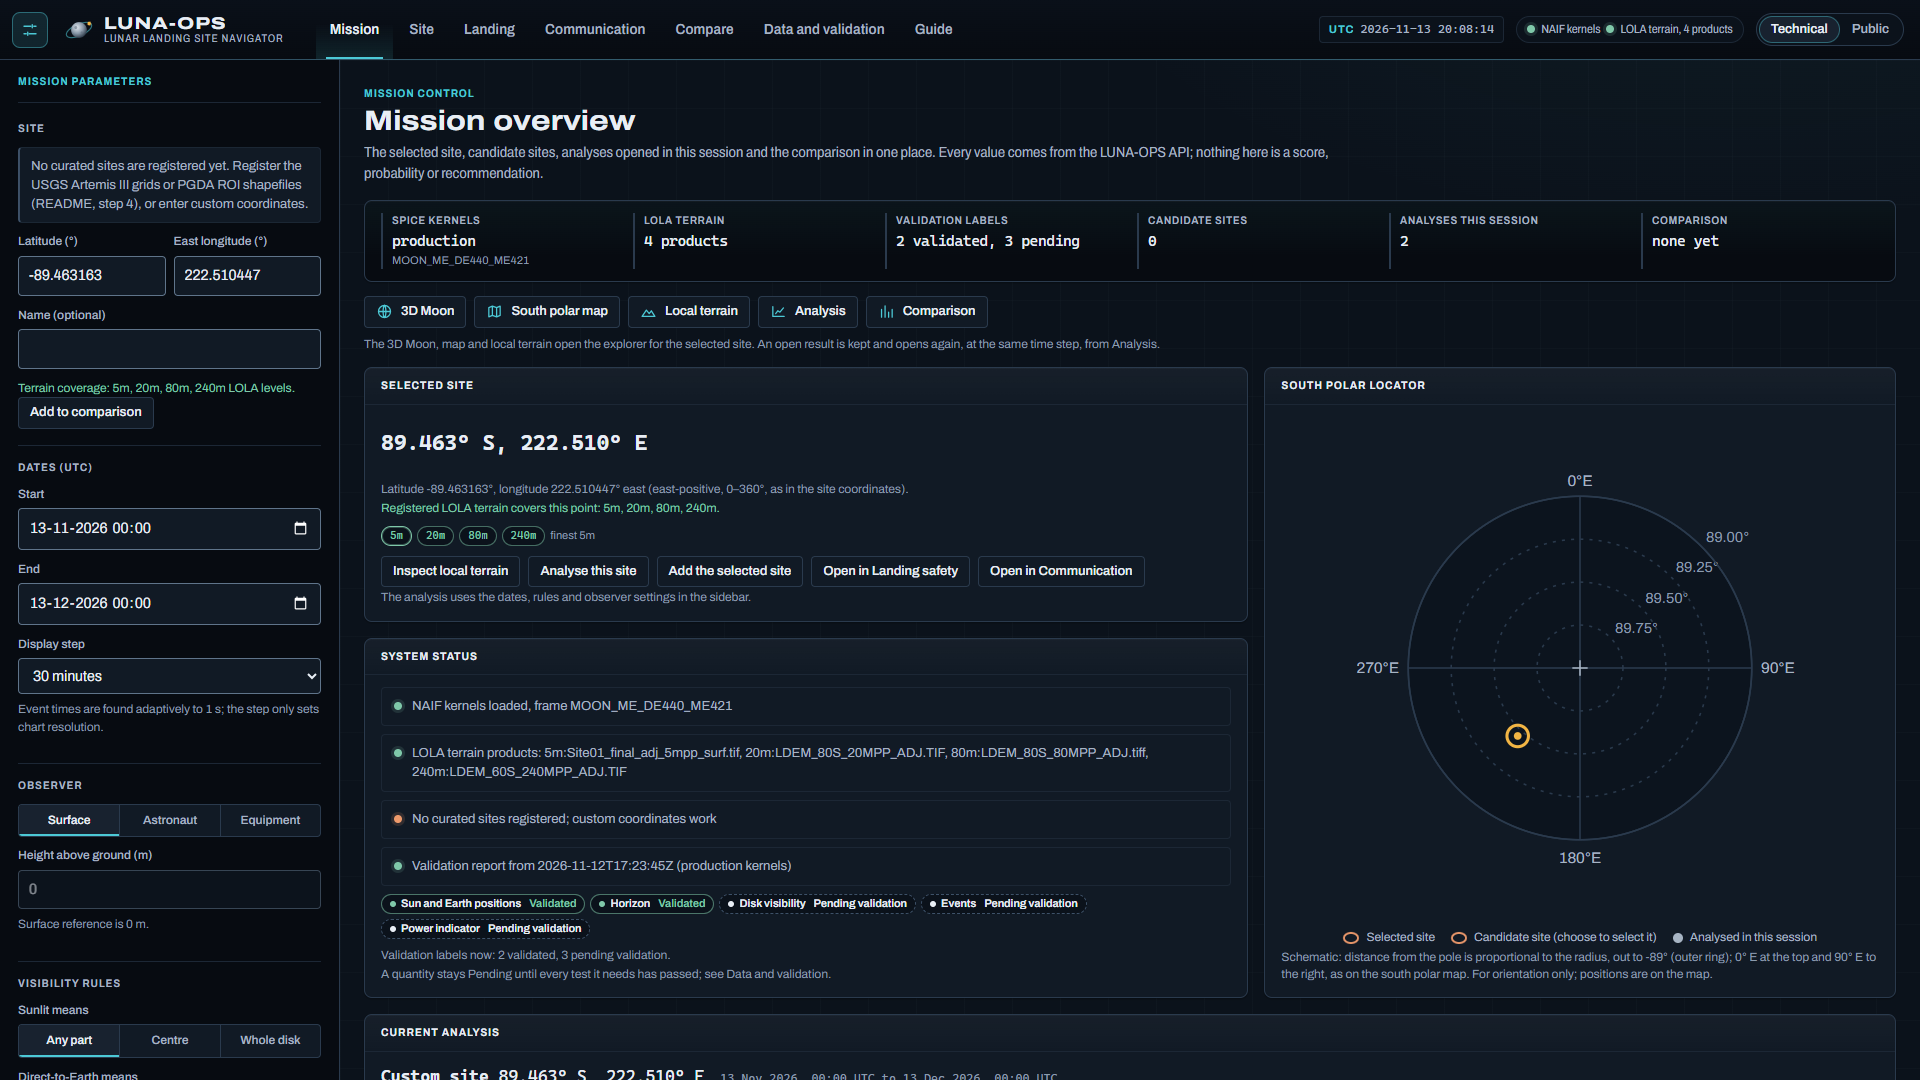 LUNA-OPS
LUNAR LANDING SITE NAVIGATOR
Mission Site Landing Communication Compare Data and validation Guide
UTC 2026-11-13 20:08:14
NAIF kernels LOLA terrain, 4 products
Technical Public
MISSION PARAMETERS
SITE
No curated sites are registered yet. Register the
USGS Artemis III grids or PGDA ROI shapefiles
(README, step 4), or enter custom coordinates.
Latitude (°) East longitude (°)
-89.463163 222.510447
Name (optional)
Terrain coverage: 5m, 20m, 80m, 240m LOLA levels.
Add to comparison
DATES (UTC)
Start
13-11-2026 00:00
End
13-12-2026 00:00
Display step
30 minutes
Event times are found adaptively to 1 s; the step only sets
chart resolution.
OBSERVER
Surface Astronaut Equipment
Height above ground (m)
0
Surface reference is 0 m.
VISIBILITY RULES
Sunlit means
Any part Centre Whole disk
Direct-to-Earth means
MISSION CONTROL
Mission overview
The selected site, candidate sites, analyses opened in this session and the comparison in one place. Every value comes from the LUNA-OPS API; nothing here is a score,
probability or recommendation.
SPICE KERNELS
production
MOON_ME_DE440_ME421
LOLA TERRAIN
4 products
VALIDATION LABELS
2 validated, 3 pending
CANDIDATE SITES
0
ANALYSES THIS SESSION
2
COMPARISON
none yet
3D Moon South polar map Local terrain Analysis Comparison
The 3D Moon, map and local terrain open the explorer for the selected site. An open result is kept and opens again, at the same time step, from Analysis.
SELECTED SITE
89.463° S, 222.510° E
Latitude -89.463163°, longitude 222.510447° east (east-positive, 0–360°, as in the site coordinates).
Registered LOLA terrain covers this point: 5m, 20m, 80m, 240m.
5m 20m 80m 240m finest 5m
Inspect local terrain Analyse this site Add the selected site Open in Landing safety Open in Communication
The analysis uses the dates, rules and observer settings in the sidebar.
SYSTEM STATUS
NAIF kernels loaded, frame MOON_ME_DE440_ME421
LOLA terrain products: 5m:Site01_final_adj_5mpp_surf.tif, 20m:LDEM_80S_20MPP_ADJ.TIF, 80m:LDEM_80S_80MPP_ADJ.tiff,
240m:LDEM_60S_240MPP_ADJ.TIF
No curated sites registered; custom coordinates work
Validation report from 2026-11-12T17:23:45Z (production kernels)
Sun and Earth positions Validated Horizon Validated Disk visibility Pending validation Events Pending validation
Power indicator Pending validation
Validation labels now: 2 validated, 3 pending validation.
A quantity stays Pending until every test it needs has passed; see Data and validation.
SOUTH POLAR LOCATOR
0°E
89.00°
89.25°
89.50°
89.75°
270°E
90°E
180°E
Selected site Candidate site (choose to select it) Analysed in this session
Schematic: distance from the pole is proportional to the radius, out to -89° (outer ring); 0° E at the top and 90° E to
the right, as on the south polar map. For orientation only; positions are on the map.
CURRENT ANALYSIS
Custom site 89.463° S, 222.510° E 13 Nov 2026, 00:00 UTC to 13 Dec 2026, 00:00 UTC